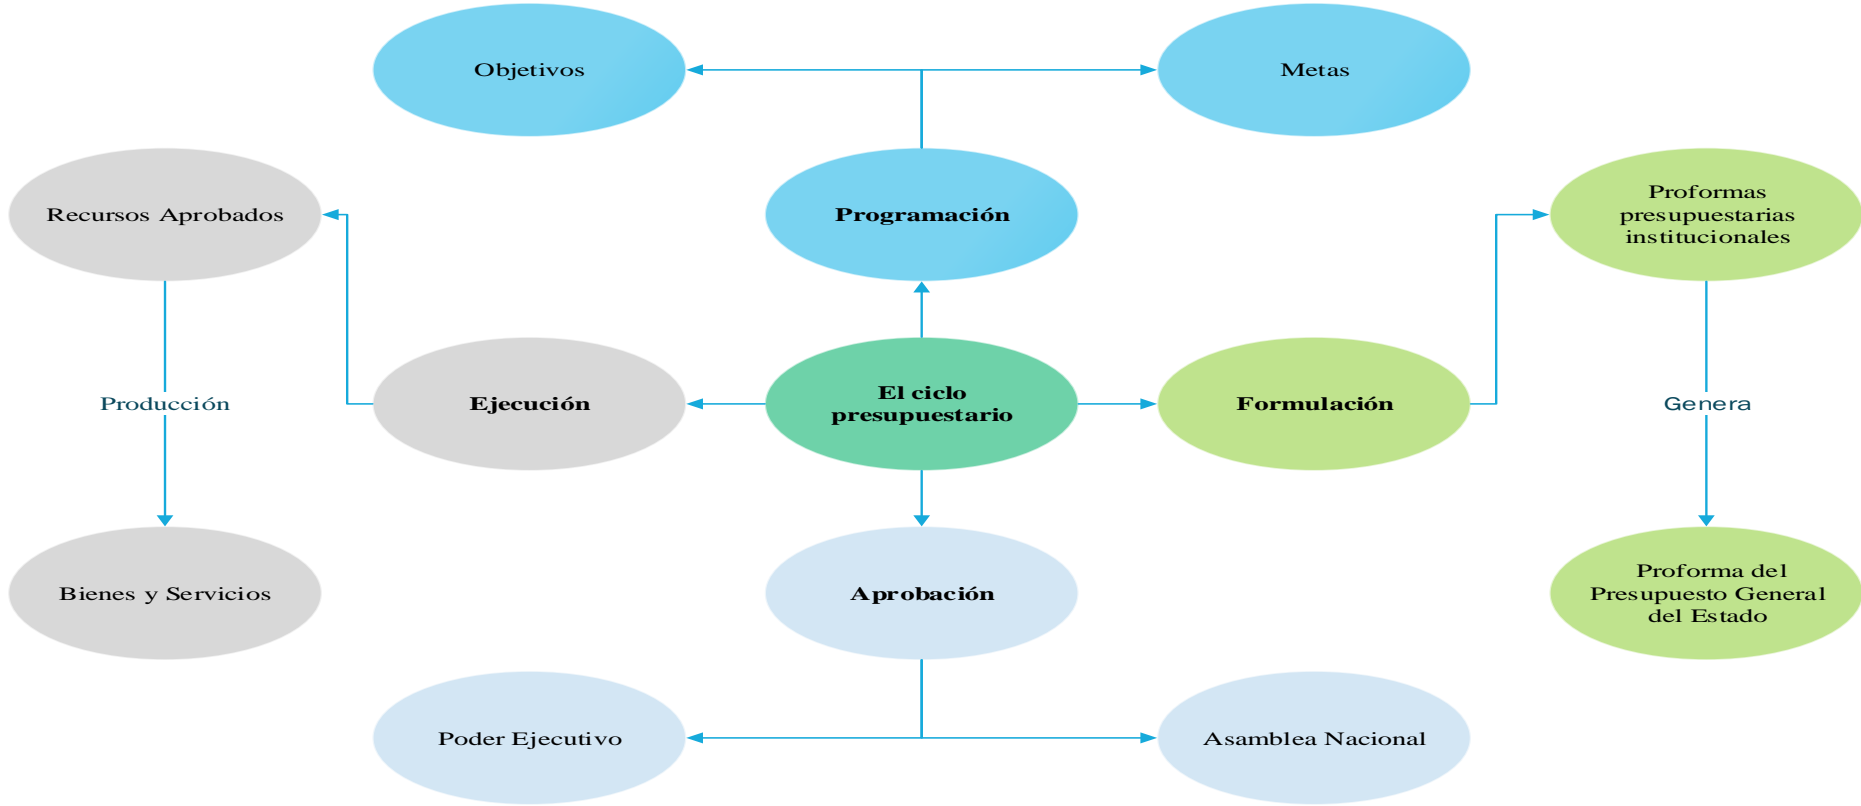 Objetivos
Metas
Recursos Aprobados
Programación
Proformas
presupuestarias
institucionales
Producción
Ejecución
El ciclo
presupuestario
Formulación
Genera
Bienes y Servicios
Aprobación
Proforma del
Presupuesto General
del Estado
Poder Ejecutivo
Asamblea Nacional